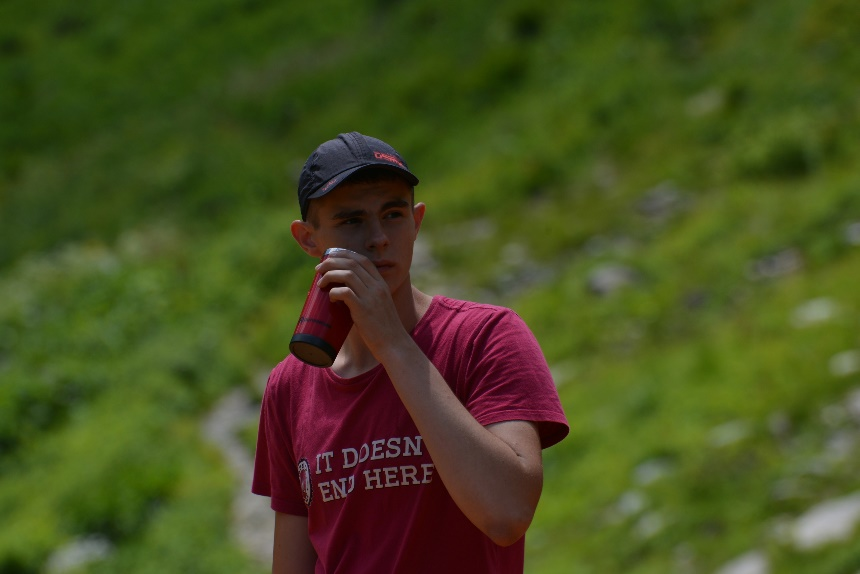 IT DOESN
END HERE